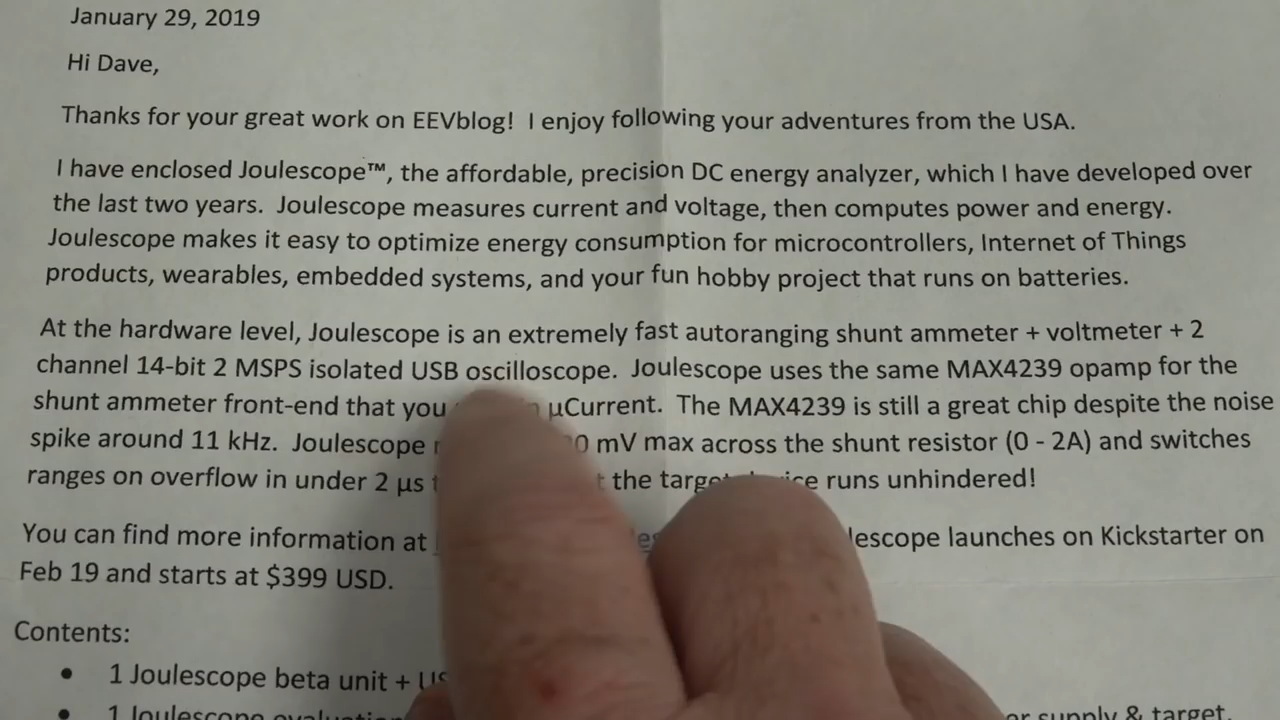 January 29, 2019
Hi Dave,
Thanks for your great work on EEVblog! I enjoy following your adventures from the USA.
I have enclosed Joulescope™, the affordable, precision DC energy analyzer, which I have developed over
the last two years. Joulescope measures current and voltage, then computes power and energy.
Joulescope makes it easy to optimize energy consumption for microcontrollers, Internet of Things
products, wearables, embedded systems, and your fun hobby project that runs on batteries.
At the hardware level, Joulescope is an extremely fast autoranging shunt ammeter + voltmeter + 2
channel 14-bit 2 MSPS isolated USB oscilloscope. Joulescope uses the same MAX4239 opamp for the
shunt ammeter front-end that you µCurrent. The MAX4239 is still a great chip despite the noise
spike around 11 kHz. Joulescope mV max across the shunt resistor (0 - 2A) and switches
ranges on overflow in under 2 µs the target runs unhindered!
You can find more information at launches on Kickstarter on
Feb 19 and starts at $399 USD.
Contents:
• 1 Joulescope beta unit +
• 1 Joulescope supply & target.